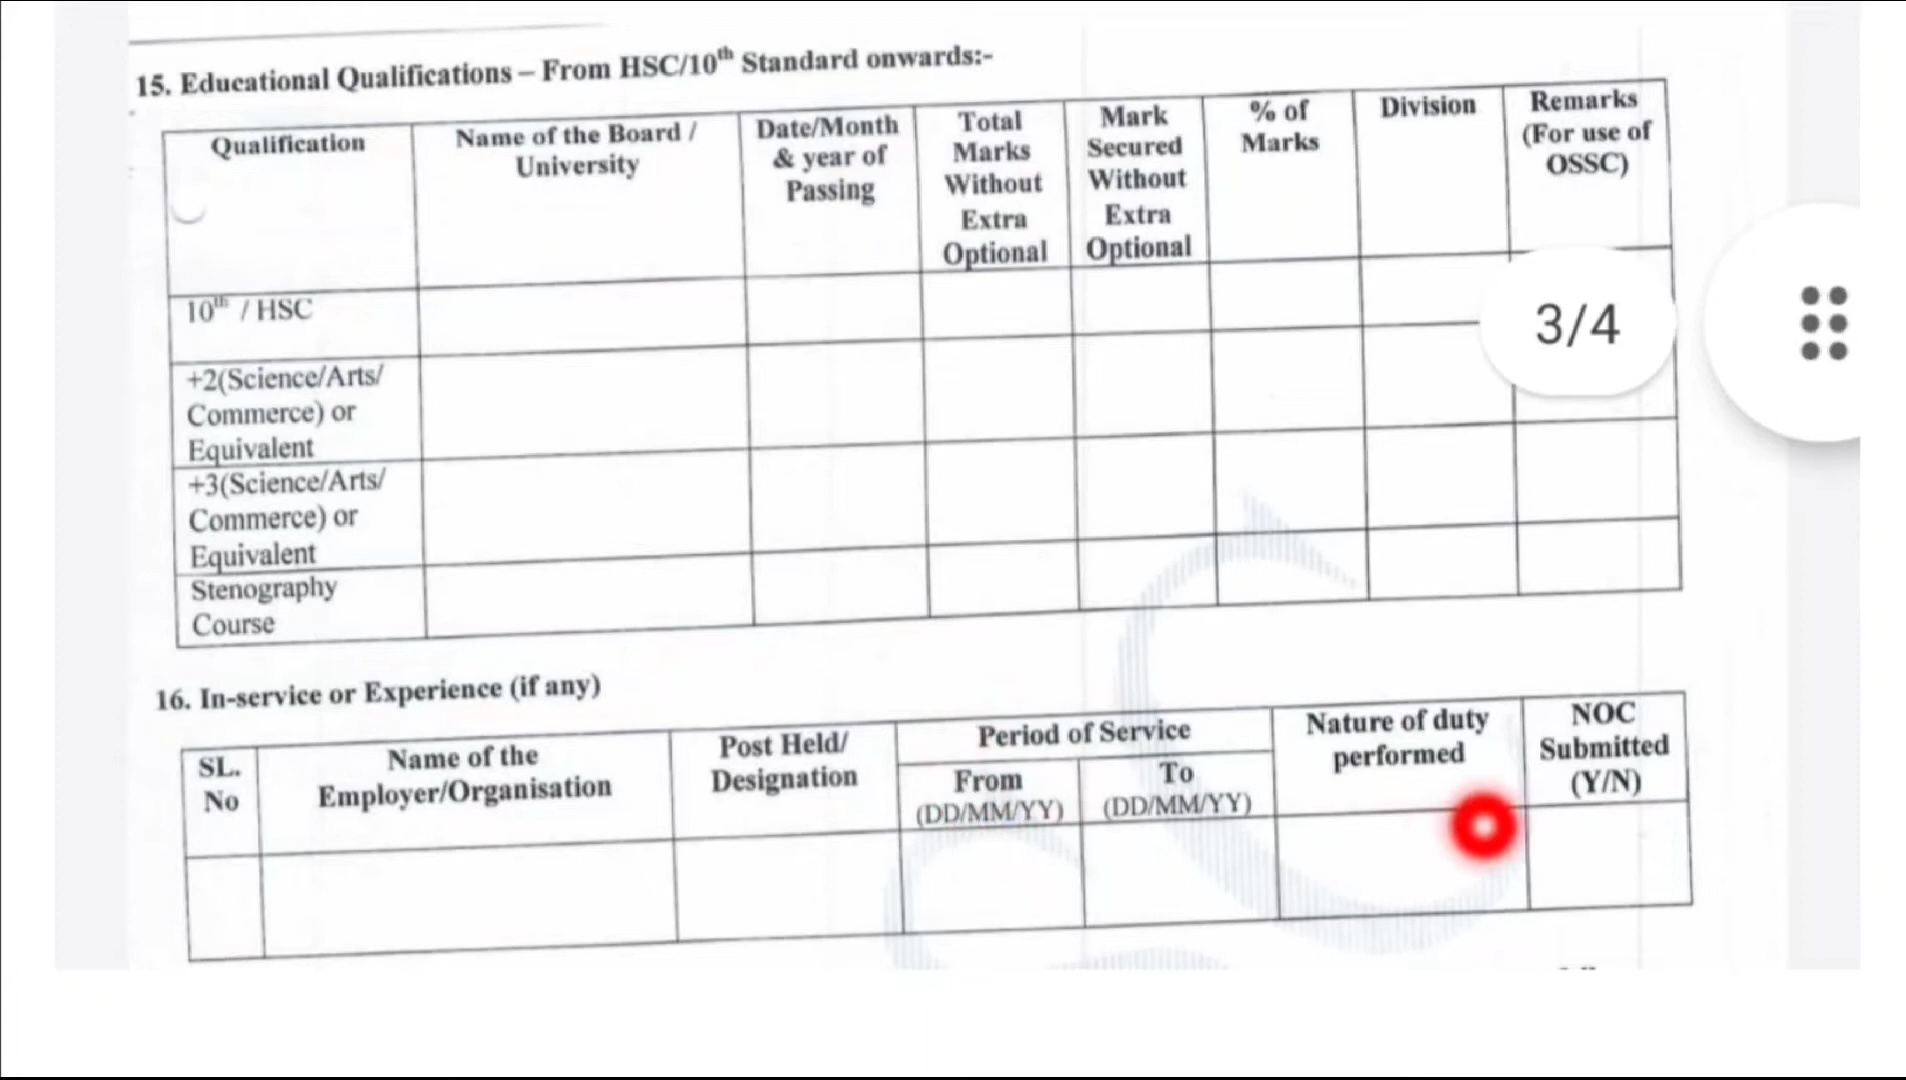 15. Educational Qualifications – From HSC/10th Standard onwards:-
Qualification
Name of the Board /
University
Date/Month
& year of
Passing
Total
Marks
Without
Extra
Optional
Mark
Secured
Without
Extra
Optional
% of
Marks
Division
Remarks
(For use of
OSSC)
10th / HSC
3/4
+2(Science/Arts/
Commerce) or
Equivalent
+3(Science/Arts/
Commerce) or
Equivalent
Stenography
Course
16. In-service or Experience (if any)
SL.
No
Name of the
Employer/Organisation
Post Held/
Designation
Period of Service
From
(DD/MM/YY)
To
(DD/MM/YY)
Nature of duty
performed
NOC
Submitted
(Y/N)